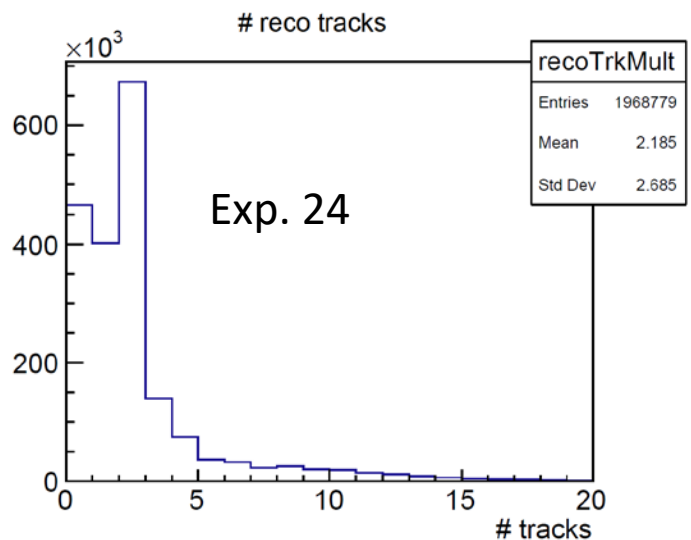 # reco tracks
×10³
recoTrkMult
Entries 1968779
Mean 2.185
Std Dev 2.685
Exp. 24
600
400
200
0
0 5 10 15 20
# tracks